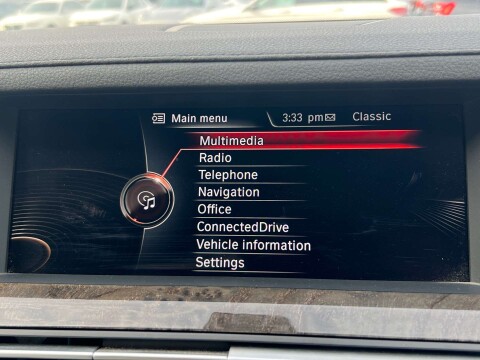 Main menu 3:33 pm Classic
Multimedia
Radio
Telephone
Navigation
Office
ConnectedDrive
Vehicle information
Settings